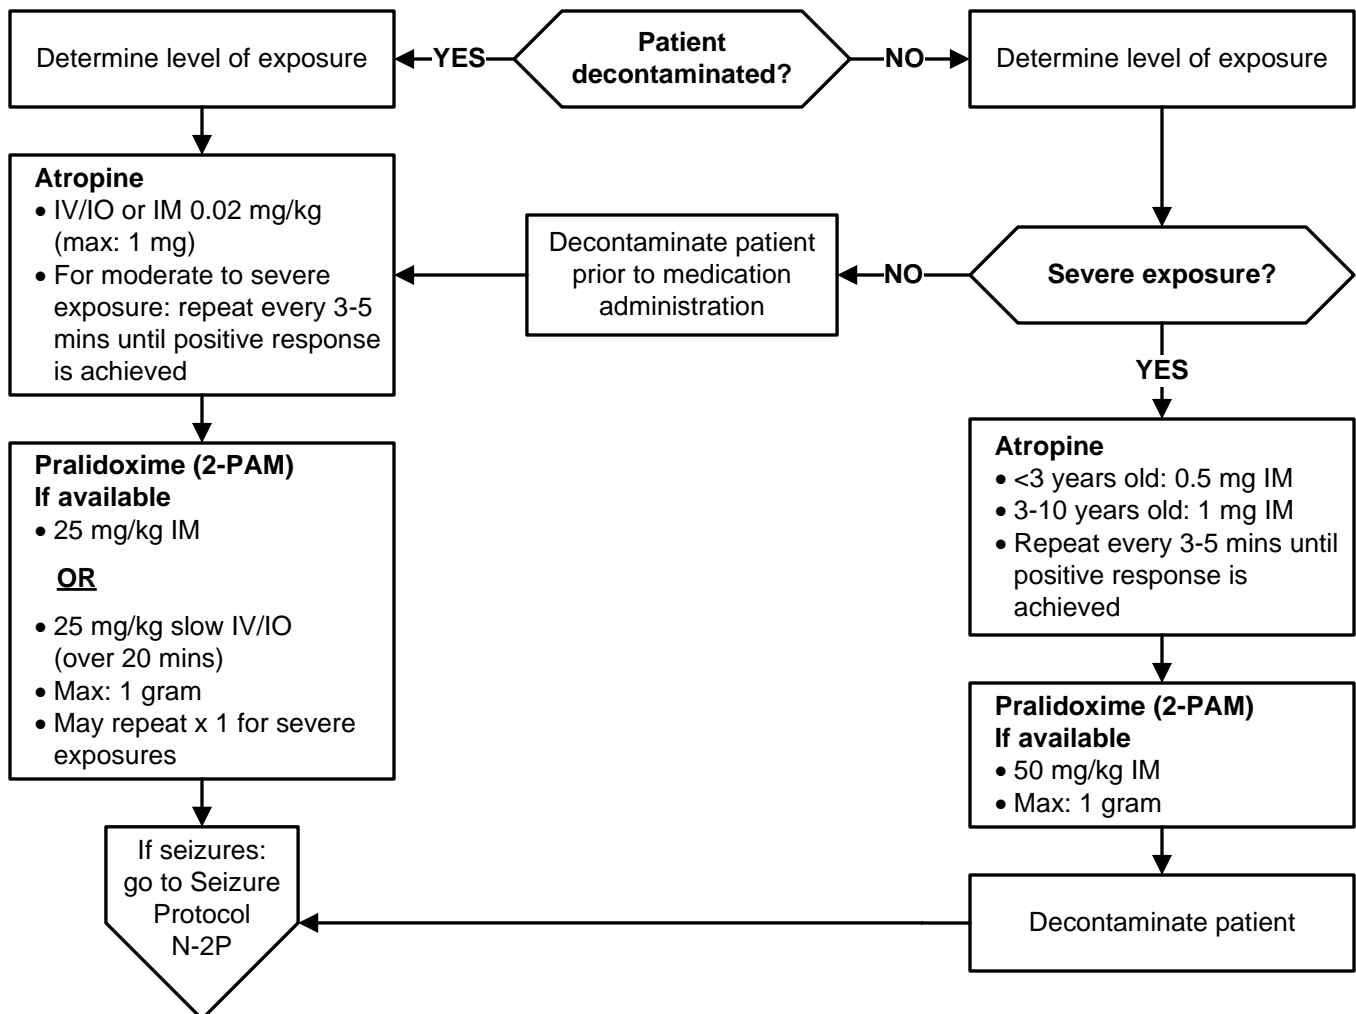 Patient
decontaminated?
YES
NO
Determine level of exposure
Determine level of exposure
Atropine
• IV/IO or IM 0.02 mg/kg
(max: 1 mg)
• For moderate to severe
exposure: repeat every 3-5
mins until positive response
is achieved
Decontaminate patient
prior to medication
administration
NO
Severe exposure?
YES
Pralidoxime (2-PAM)
If available
• 25 mg/kg IM
OR
• 25 mg/kg slow IV/IO
(over 20 mins)
• Max: 1 gram
• May repeat x 1 for severe
exposures
Atropine
• <3 years old: 0.5 mg IM
• 3-10 years old: 1 mg IM
• Repeat every 3-5 mins until
positive response is
achieved
Pralidoxime (2-PAM)
If available
• 50 mg/kg IM
• Max: 1 gram
If seizures:
go to Seizure
Protocol
N-2P
Decontaminate patient